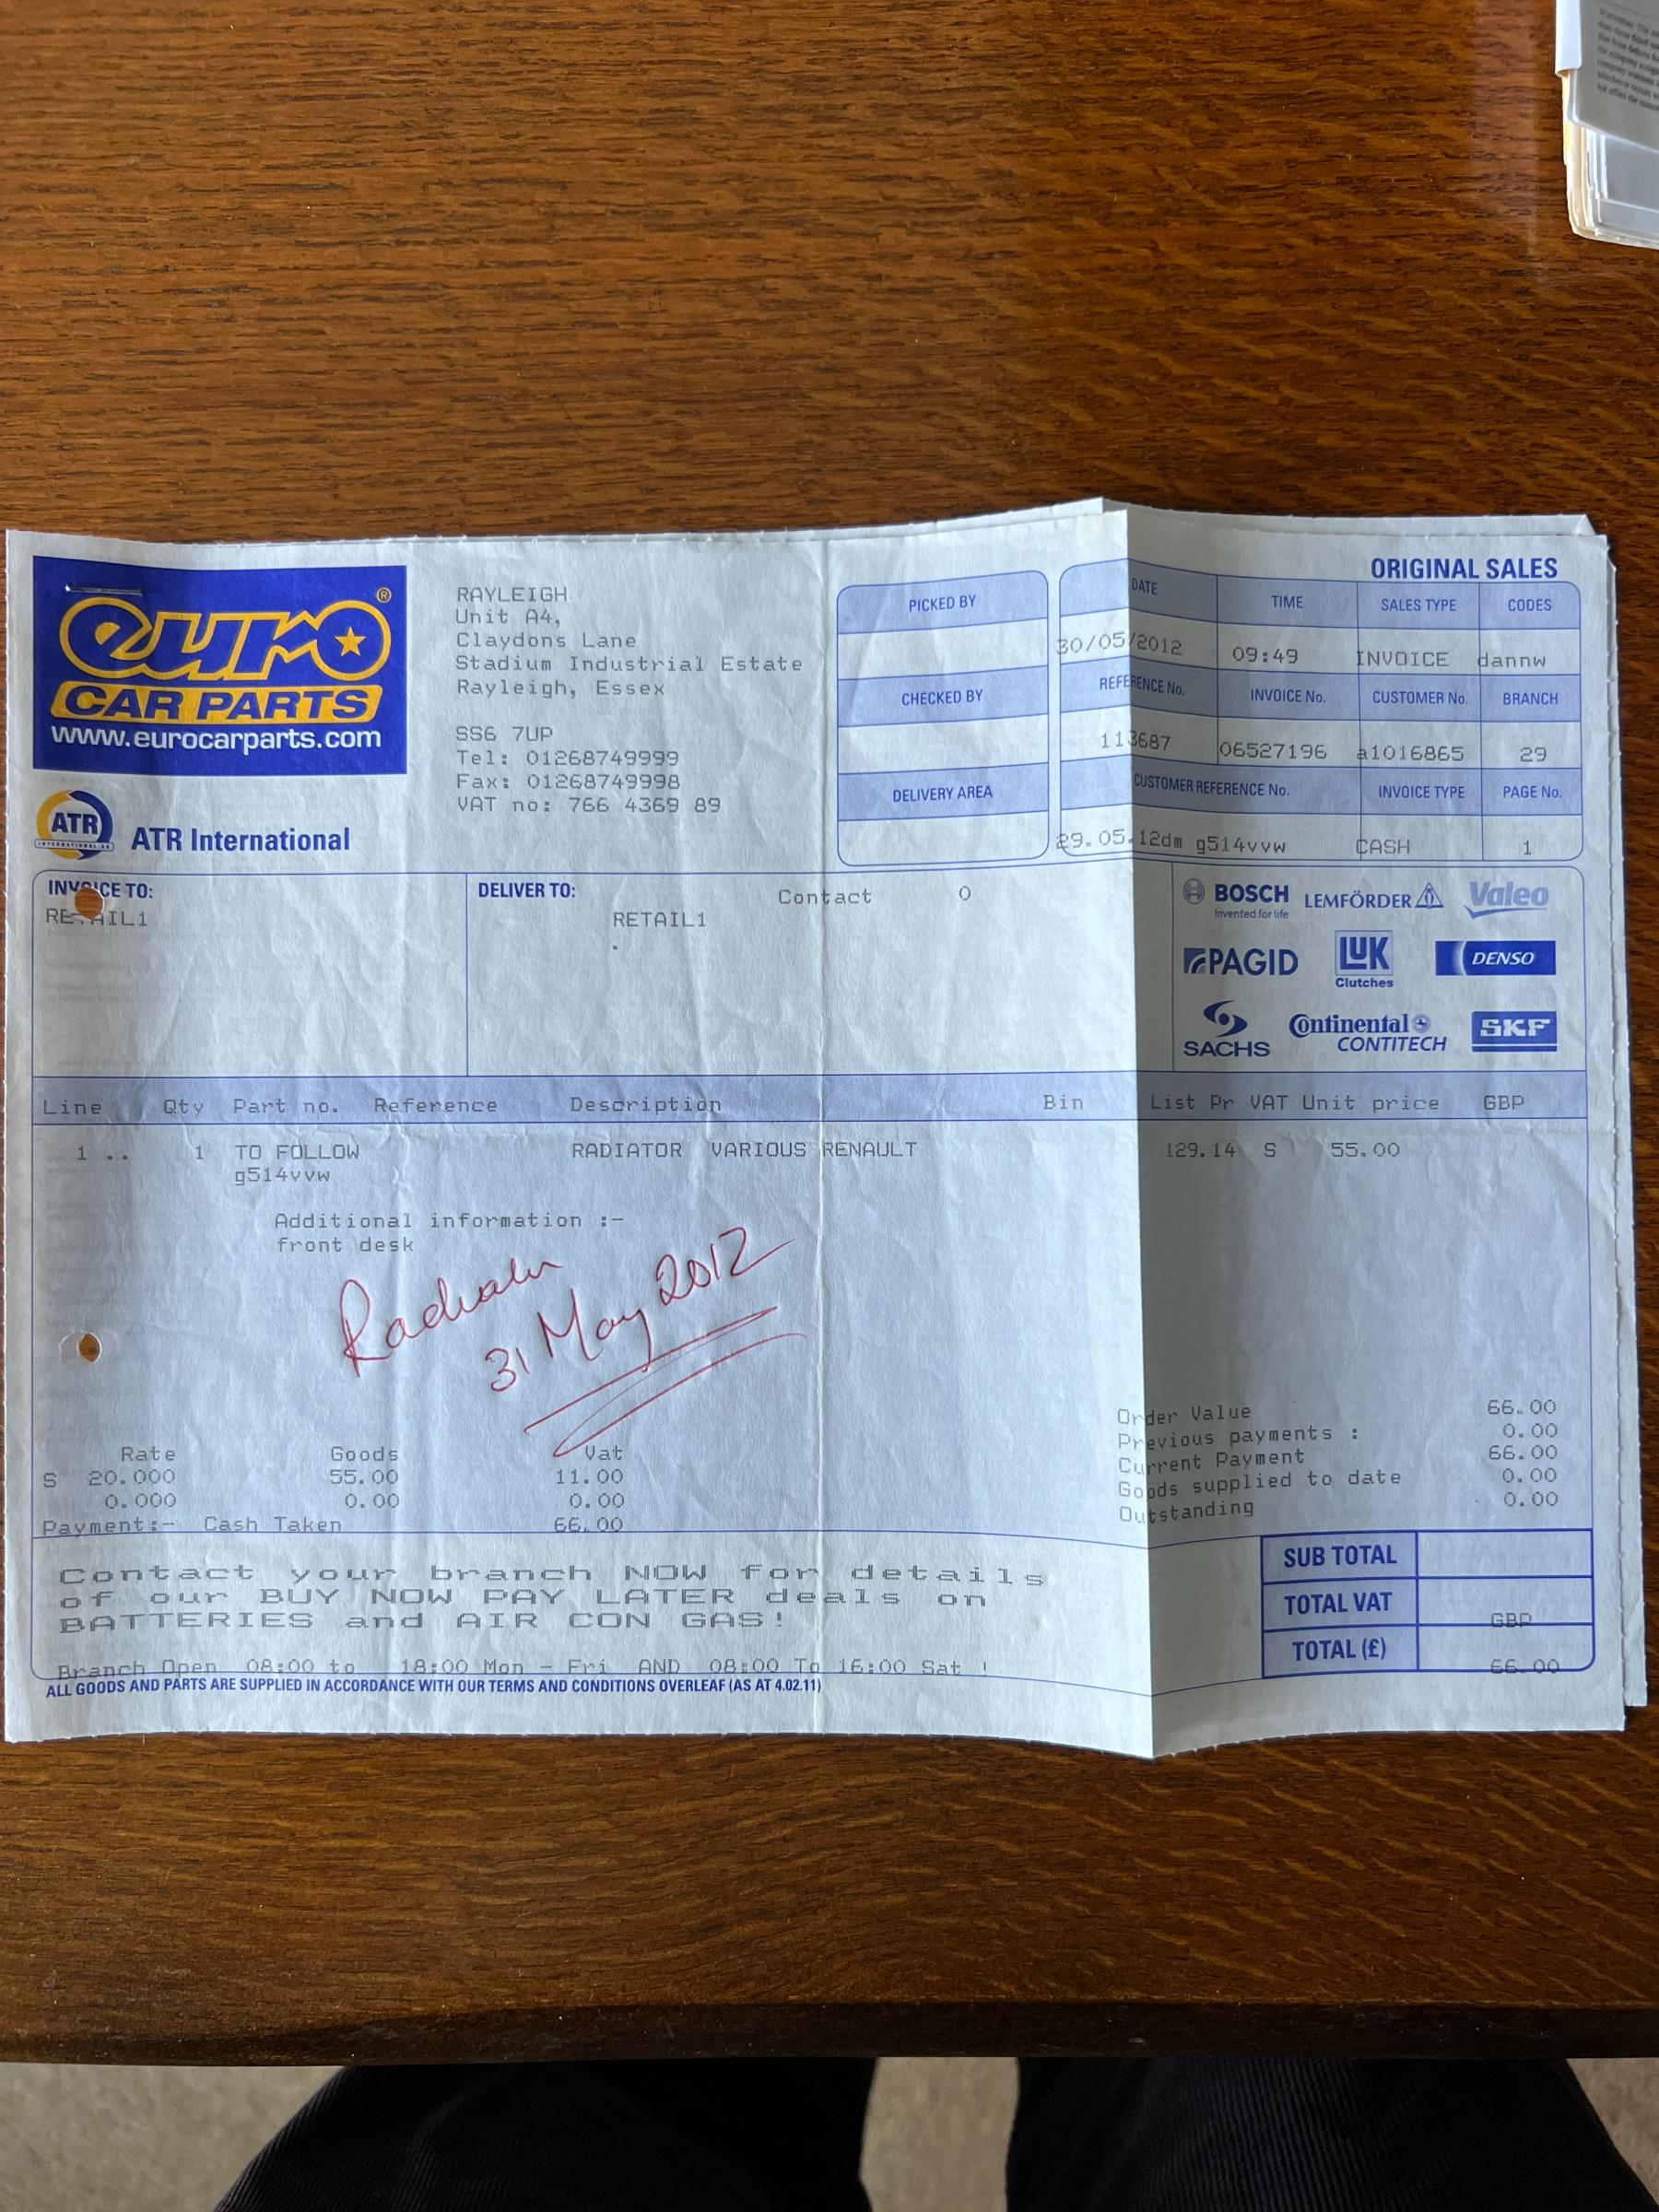 ORIGINAL SALES
euro ®
CAR PARTS
www.eurocarparts.com
ATR
INTERNATIONAL
ATR International
RAYLEIGH
Unit A4,
Claydons Lane
Stadium Industrial Estate
Rayleigh, Essex
SS6 7UP
Tel: 01268749999
Fax: 01268749998
VAT no: 766 4369 89
PICKED BY
CHECKED BY
DELIVERY AREA
DATE TIME SALES TYPE CODES
30/05/2012 09:49 INVOICE dannw
REFERENCE No. INVOICE No. CUSTOMER No. BRANCH
113687 06527196 a1016865 29
CUSTOMER REFERENCE No. INVOICE TYPE PAGE No.
29.05.12dm g514vvw CASH 1
INVOICE TO:
RETAIL1
DELIVER TO: Contact 0
RETAIL1
.
BOSCH
Invented for life
LEMFÖRDER
Valeo
PAGID
LUK
Clutches
DENSO
SACHS
Continental
CONTITECH
SKF
Line Qty Part no. Reference Description Bin List Pr VAT Unit price GBP
1 .. 1 TO FOLLOW RADIATOR VARIOUS RENAULT 129.14 S 55.00
g514vvw
Additional information :-
front desk
Radiator
31 May 2012
Order Value 66.00
Previous payments : 0.00
Current Payment 66.00
Goods supplied to date 0.00
Outstanding 0.00
Rate Goods Vat
S 20.000 55.00 11.00
0.000 0.00 0.00
Payment:- Cash Taken 66.00
Contact your branch NOW for details
of our BUY NOW PAY LATER deals on
BATTERIES and AIR CON GAS!
Branch Open 08:00 to 18:00 Mon - Fri AND 08:00 To 16:00 Sat !
SUB TOTAL
TOTAL VAT GBP
TOTAL (£) 66.00
ALL GOODS AND PARTS ARE SUPPLIED IN ACCORDANCE WITH OUR TERMS AND CONDITIONS OVERLEAF (AS AT 4.02.11)